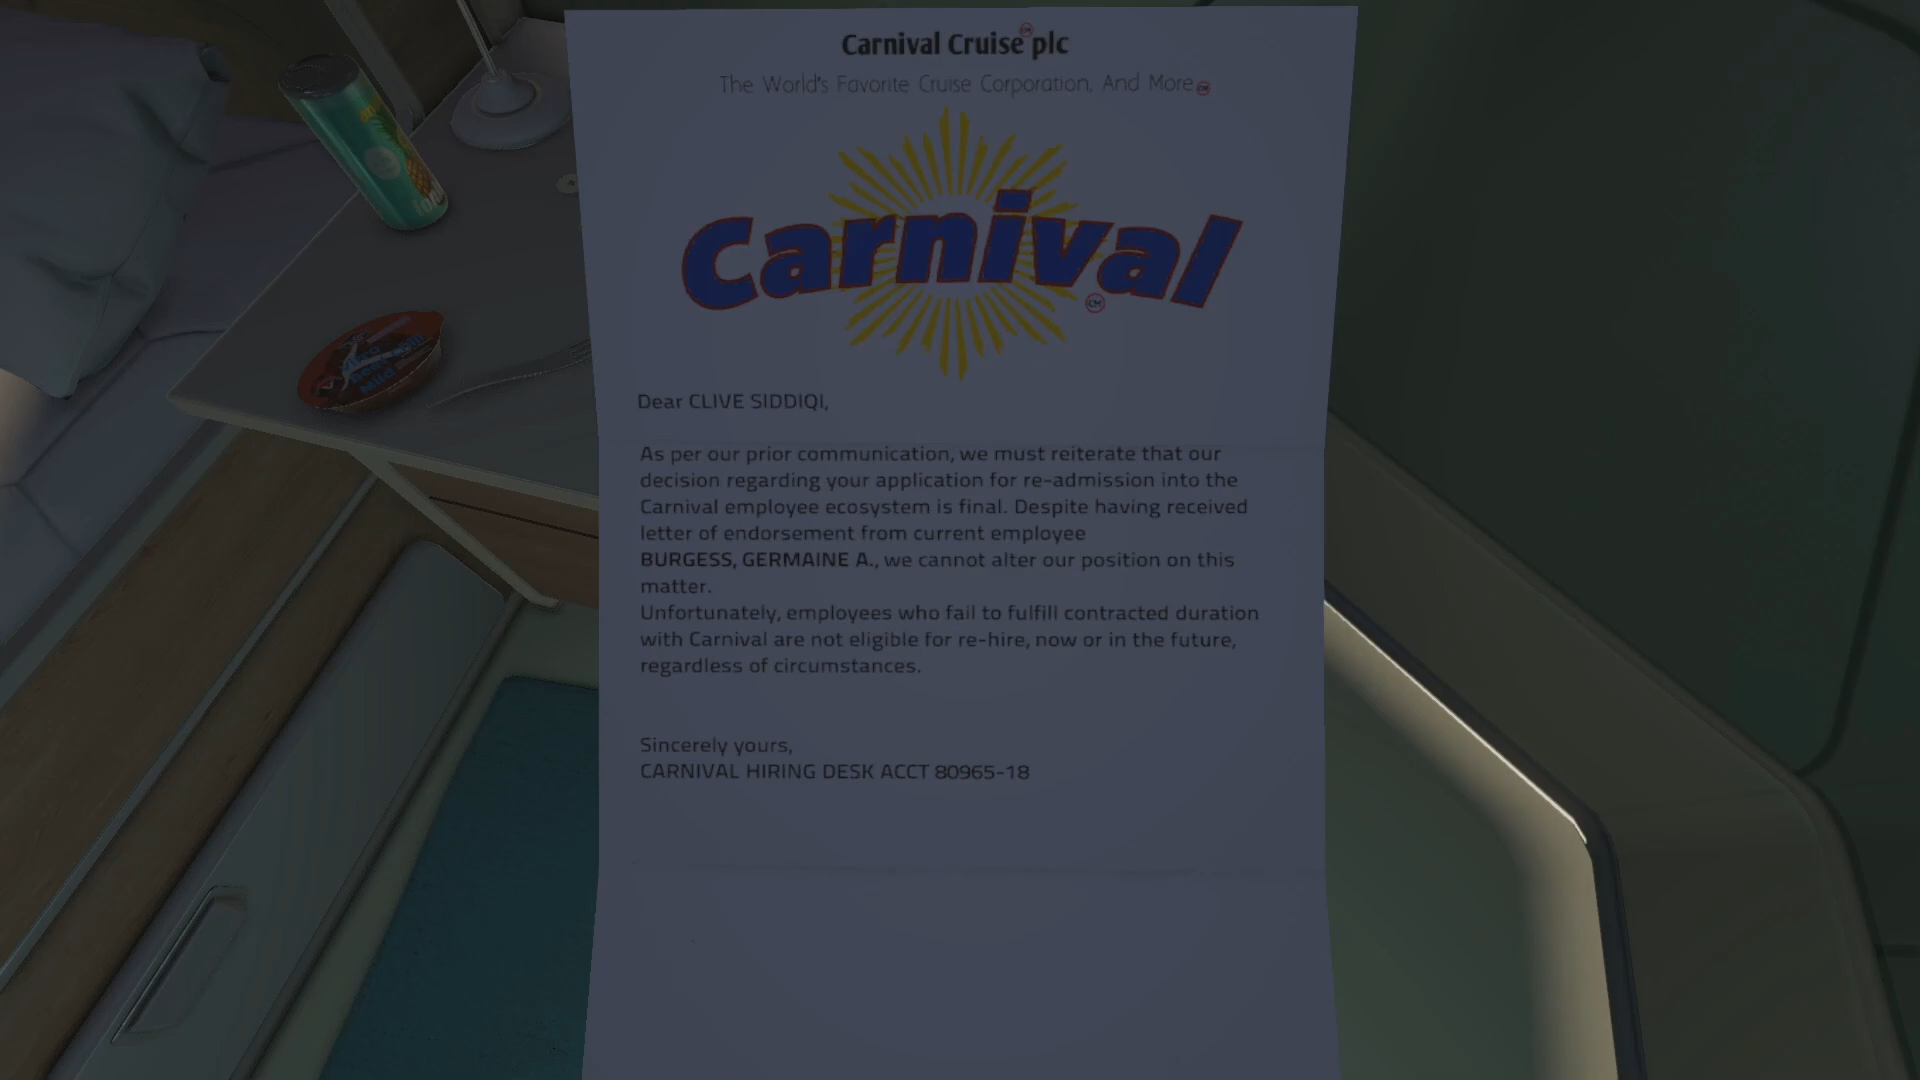 Carnival Cruise CM plc
The World's Favorite Cruise Corporation, And More CM
Carnival
CM
Dear CLIVE SIDDIQI,
As per our prior communication, we must reiterate that our
decision regarding your application for re-admission into the
Carnival employee ecosystem is final. Despite having received
letter of endorsement from current employee
BURGESS, GERMAINE A., we cannot alter our position on this
matter.
Unfortunately, employees who fail to fulfill contracted duration
with Carnival are not eligible for re-hire, now or in the future,
regardless of circumstances.
Sincerely yours,
CARNIVAL HIRING DESK ACCT 80965-18